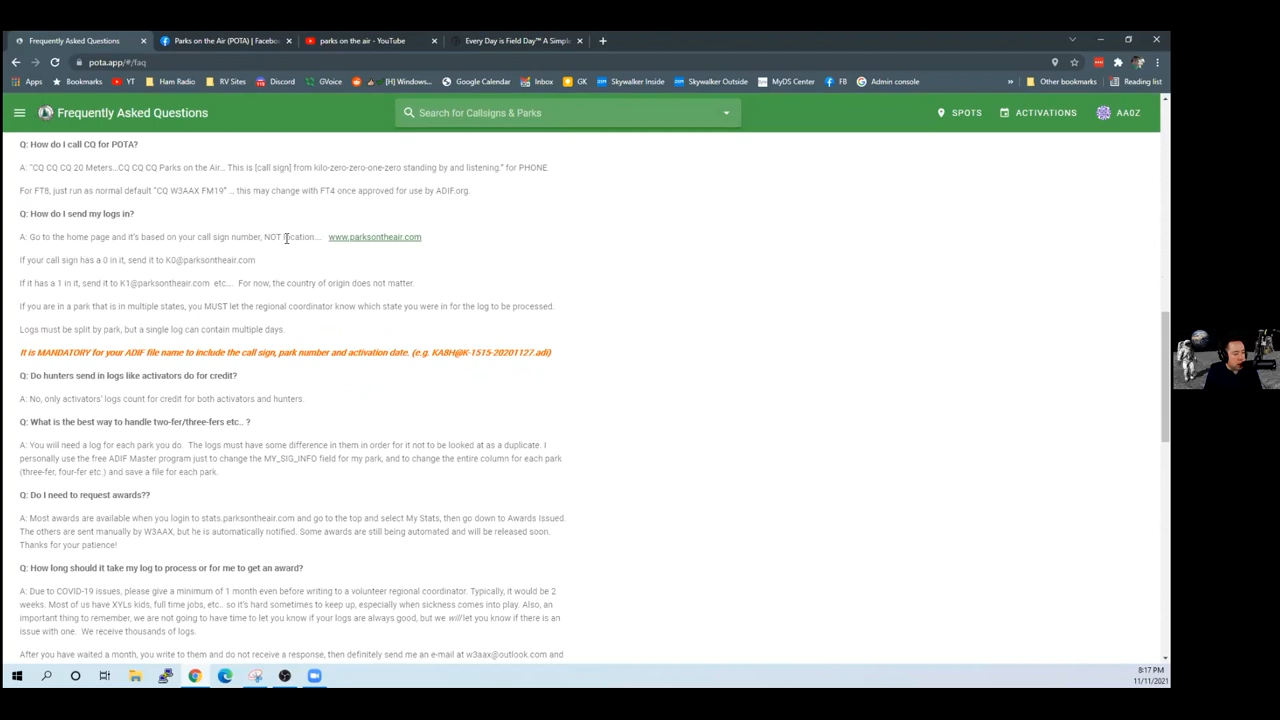 Frequently Asked Questions
Parks on the Air (POTA) | Facebo
parks on the air - YouTube
Every Day is Field Day™ A Simple
pota.app/#/faq
Apps
Bookmarks
YT
Ham Radio
RV Sites
Discord
GVoice
[H] Windows...
Google Calendar
Inbox
GK
Skywalker Inside
Skywalker Outside
MyDS Center
FB
Admin console
»
Other bookmarks
Reading list
Frequently Asked Questions
Search for Callsigns & Parks
SPOTS
ACTIVATIONS
AA0Z
Q: How do I call CQ for POTA?
A: "CQ CQ CQ 20 Meters...CQ CQ CQ Parks on the Air... This is [call sign] from kilo-zero-zero-one-zero standing by and listening." for PHONE.
For FT8, just run as normal default "CQ W3AAX FM19" ... this may change with FT4 once approved for use by ADIF.org.
Q: How do I send my logs in?
A: Go to the home page and it's based on your call sign number, NOT location.... www.parksontheair.com
If your call sign has a 0 in it, send it to K0@parksontheair.com
If it has a 1 in it, send it to K1@parksontheair.com etc.... For now, the country of origin does not matter.
If you are in a park that is in multiple states, you MUST let the regional coordinator know which state you were in for the log to be processed.
Logs must be split by park, but a single log can contain multiple days.
It is MANDATORY for your ADIF file name to include the call sign, park number and activation date. (e.g. KA8H@K-1515-20201127.adi)
Q: Do hunters send in logs like activators do for credit?
A: No, only activators' logs count for credit for both activators and hunters.
Q: What is the best way to handle two-fer/three-fers etc.. ?
A: You will need a log for each park you do. The logs must have some difference in them in order for it not to be looked at as a duplicate. I
personally use the free ADIF Master program just to change the MY_SIG_INFO field for my park, and to change the entire column for each park
(three-fer, four-fer etc.) and save a file for each park.
Q: Do I need to request awards??
A: Most awards are available when you login to stats.parksontheair.com and go to the top and select My Stats, then go down to Awards Issued.
The others are sent manually by W3AAX, but he is automatically notified. Some awards are still being automated and will be released soon.
Thanks for your patience!
Q: How long should it take my log to process or for me to get an award?
A: Due to COVID-19 issues, please give a minimum of 1 month even before writing to a volunteer regional coordinator. Typically, it would be 2
weeks. Most of us have XYLs kids, full time jobs, etc.. so it's hard sometimes to keep up, especially when sickness comes into play. Also, an
important thing to remember, we are not going to have time to let you know if your logs are always good, but we will let you know if there is an
issue with one. We receive thousands of logs.
After you have waited a month, you write to them and do not receive a response, then definitely send me an e-mail at w3aax@outlook.com and
8:17 PM
11/11/2021